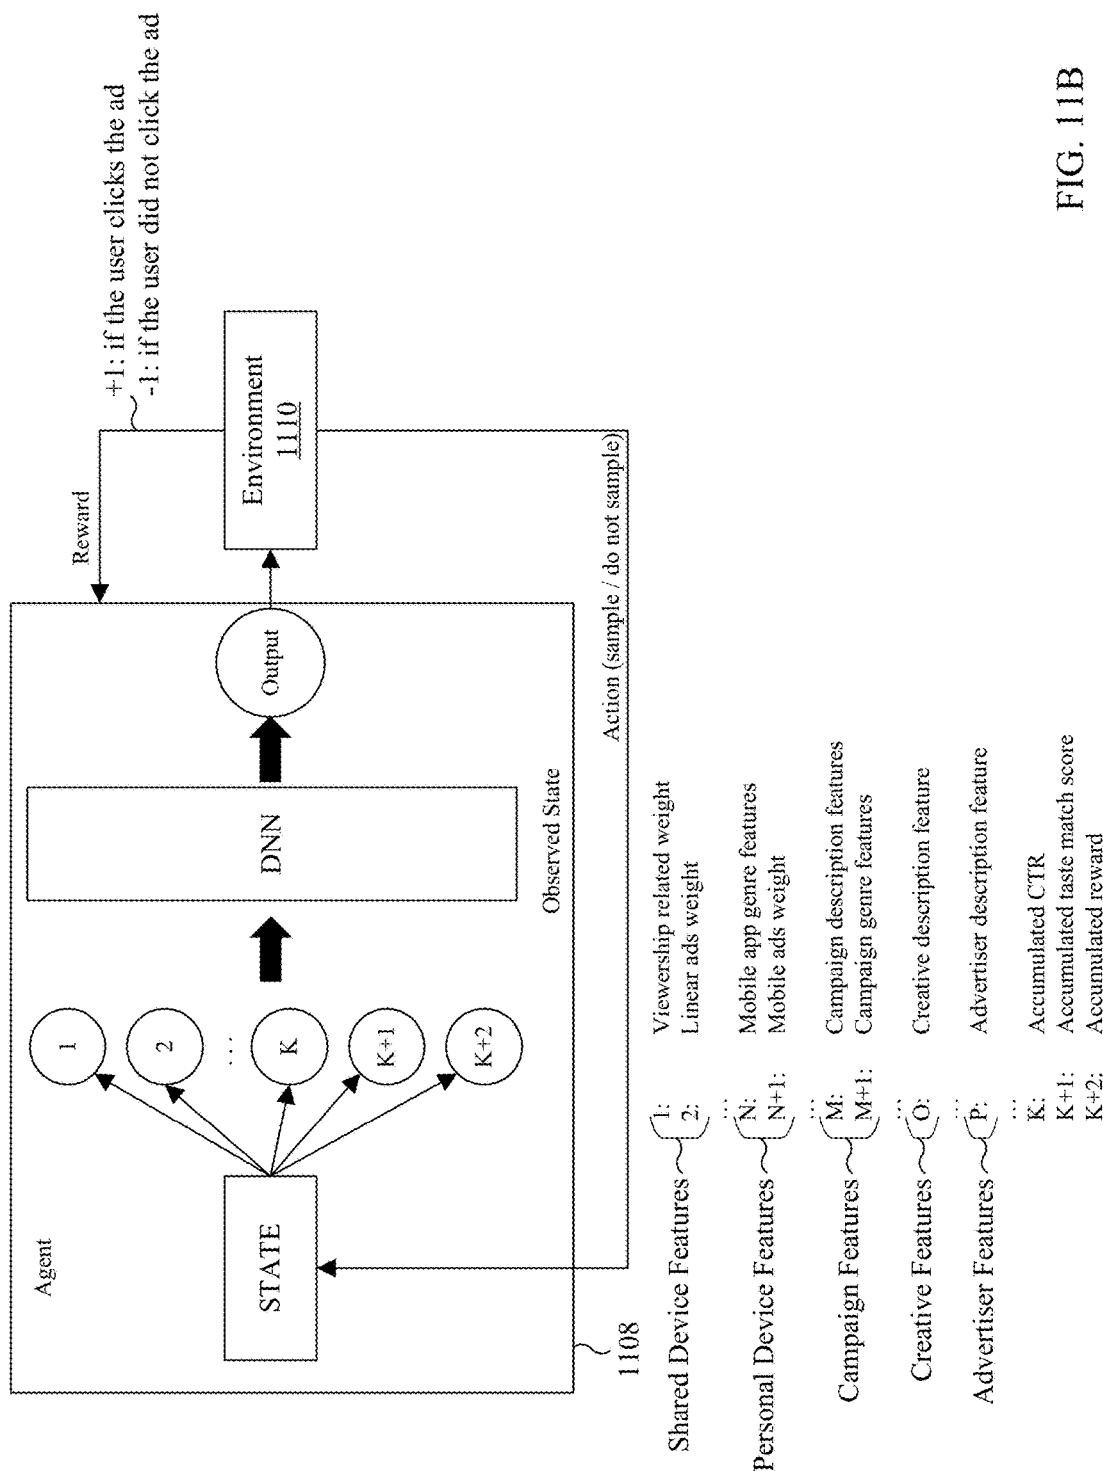 Agent
STATE
1
2
...
K
K+1
K+2
DNN
Observed State
Output
Reward
+1: if the user clicks the ad
-1: if the user did not click the ad
Environment
1110
Action (sample / do not sample)
1108
Shared Device Features
1: Viewership related weight
2: Linear ads weight
...
Personal Device Features
N: Mobile app genre features
N+1: Mobile ads weight
...
Campaign Features
M: Campaign description features
M+1: Campaign genre features
...
Creative Features
O: Creative description feature
...
Advertiser Features
P: Advertiser description feature
...
K: Accumulated CTR
K+1: Accumulated taste match score
K+2: Accumulated reward
FIG. 11B